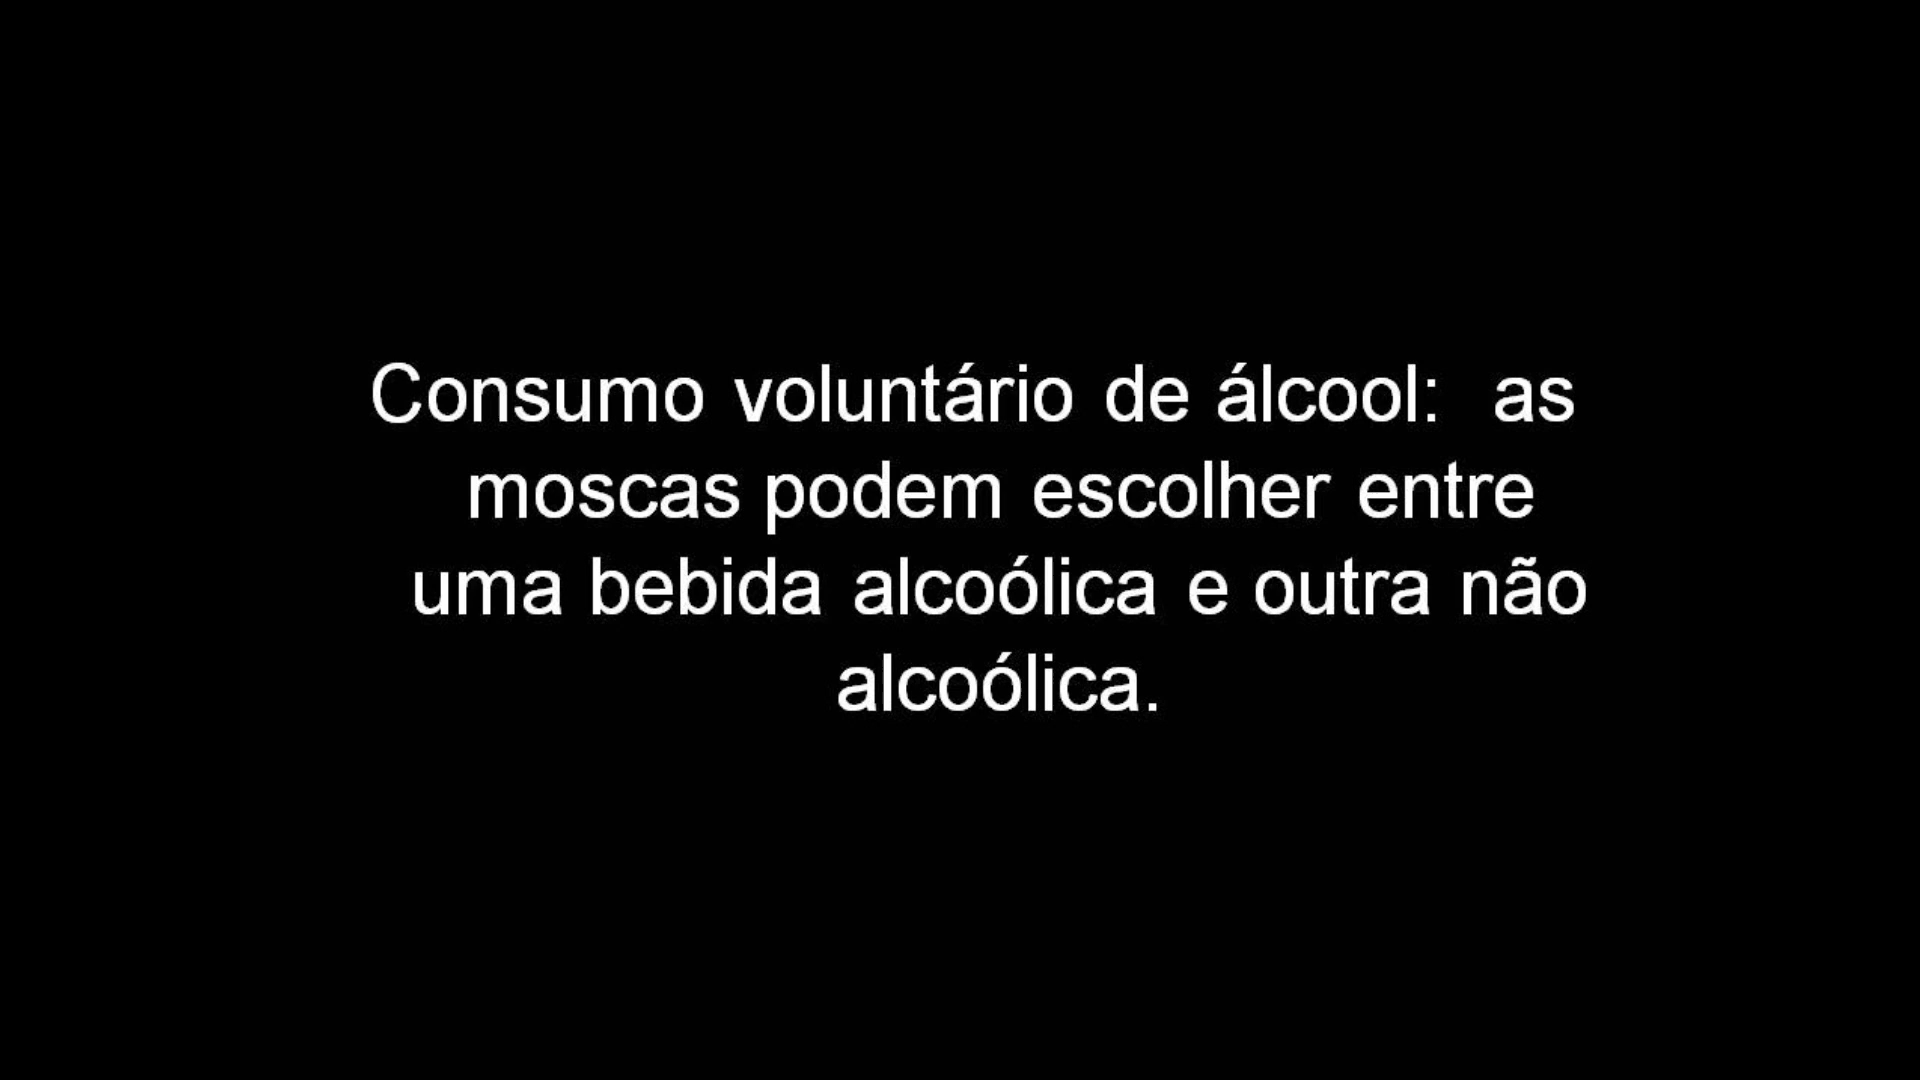 Consumo voluntário de álcool:  as
moscas podem escolher entre
uma bebida alcoólica e outra não
alcoólica.